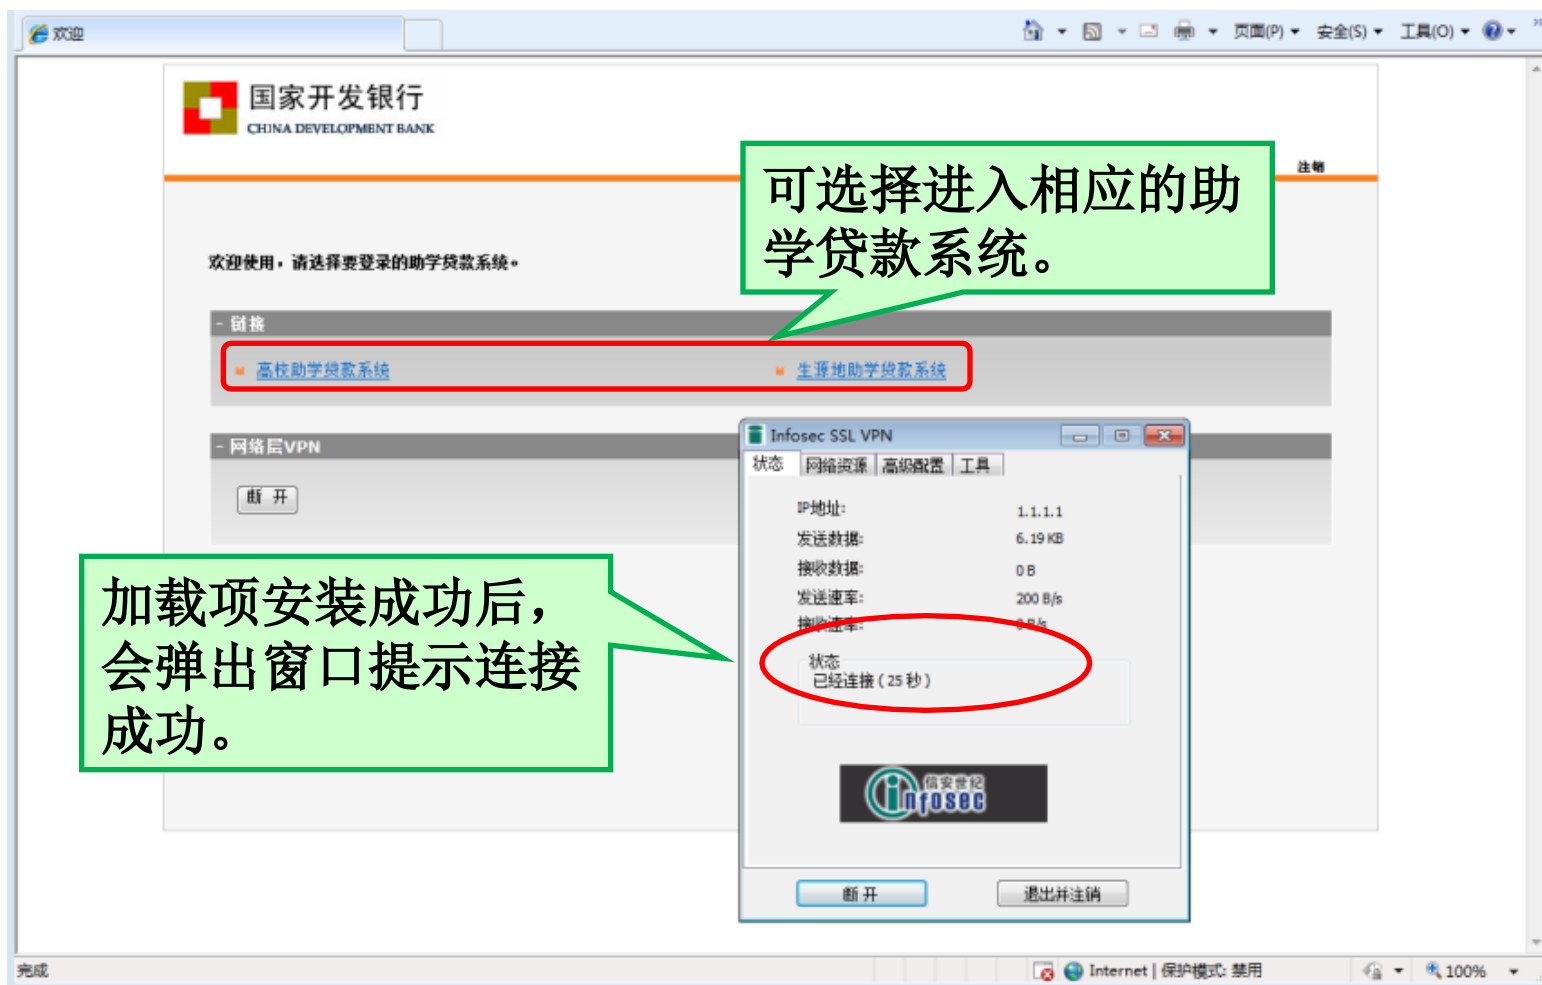 欢迎
页面(P) 安全(S) 工具(O)
国家开发银行
CHINA DEVELOPMENT BANK
注销
可选择进入相应的助
学贷款系统。
欢迎使用，请选择要登录的助学贷款系统。
- 链接
高校助学贷款系统 生源地助学贷款系统
- 网络层VPN
断 开
Infosec SSL VPN
状态 网络资源 高级配置 工具
IP地址: 1.1.1.1
发送数据: 6.19 KB
接收数据: 0 B
发送速率: 200 B/s
接收速率: 0 B/s
状态
已经连接 ( 25 秒 )
加载项安装成功后，
会弹出窗口提示连接
成功。
信安世纪
infosec
断 开 退出并注销
完成
Internet | 保护模式: 禁用
100%